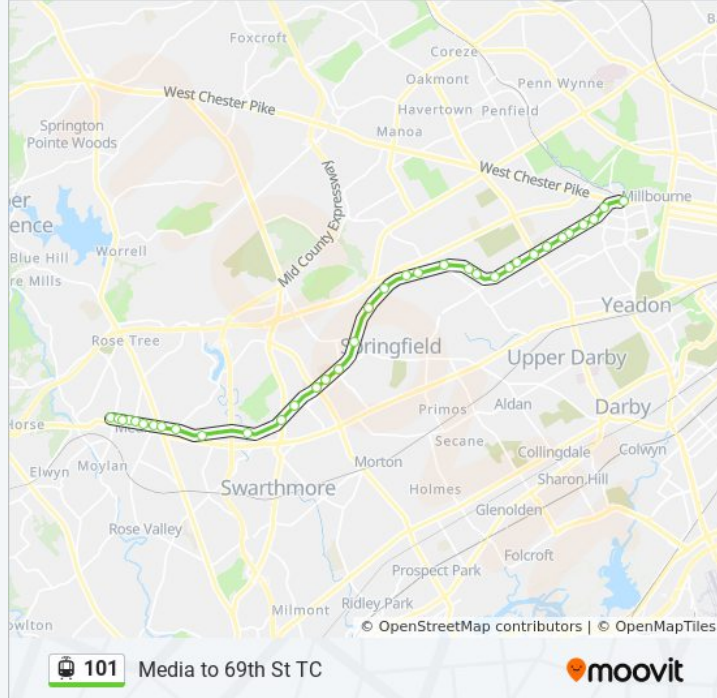 Foxcroft
Coreze
Oakmont
Penn Wynne
West Chester Pike
Havertown
Penfield
Manoa
Springton
Pointe Woods
West Chester Pike
Millbourne
Mid County Expressway
Worrell
Blue Hill
Yeadon
Rose Tree
Springfield
Upper Darby
Primos
Aldan
Darby
Secane
Collingdale
Colwyn
Moylan
Elwyn
Morton
Sharon Hill
Swarthmore
Holmes
Glenolden
Rose Valley
Folcroft
Prospect Park
Milmont
Ridley Park
© OpenStreetMap contributors | © OpenMapTiles
101 Media to 69th St TC
moovit